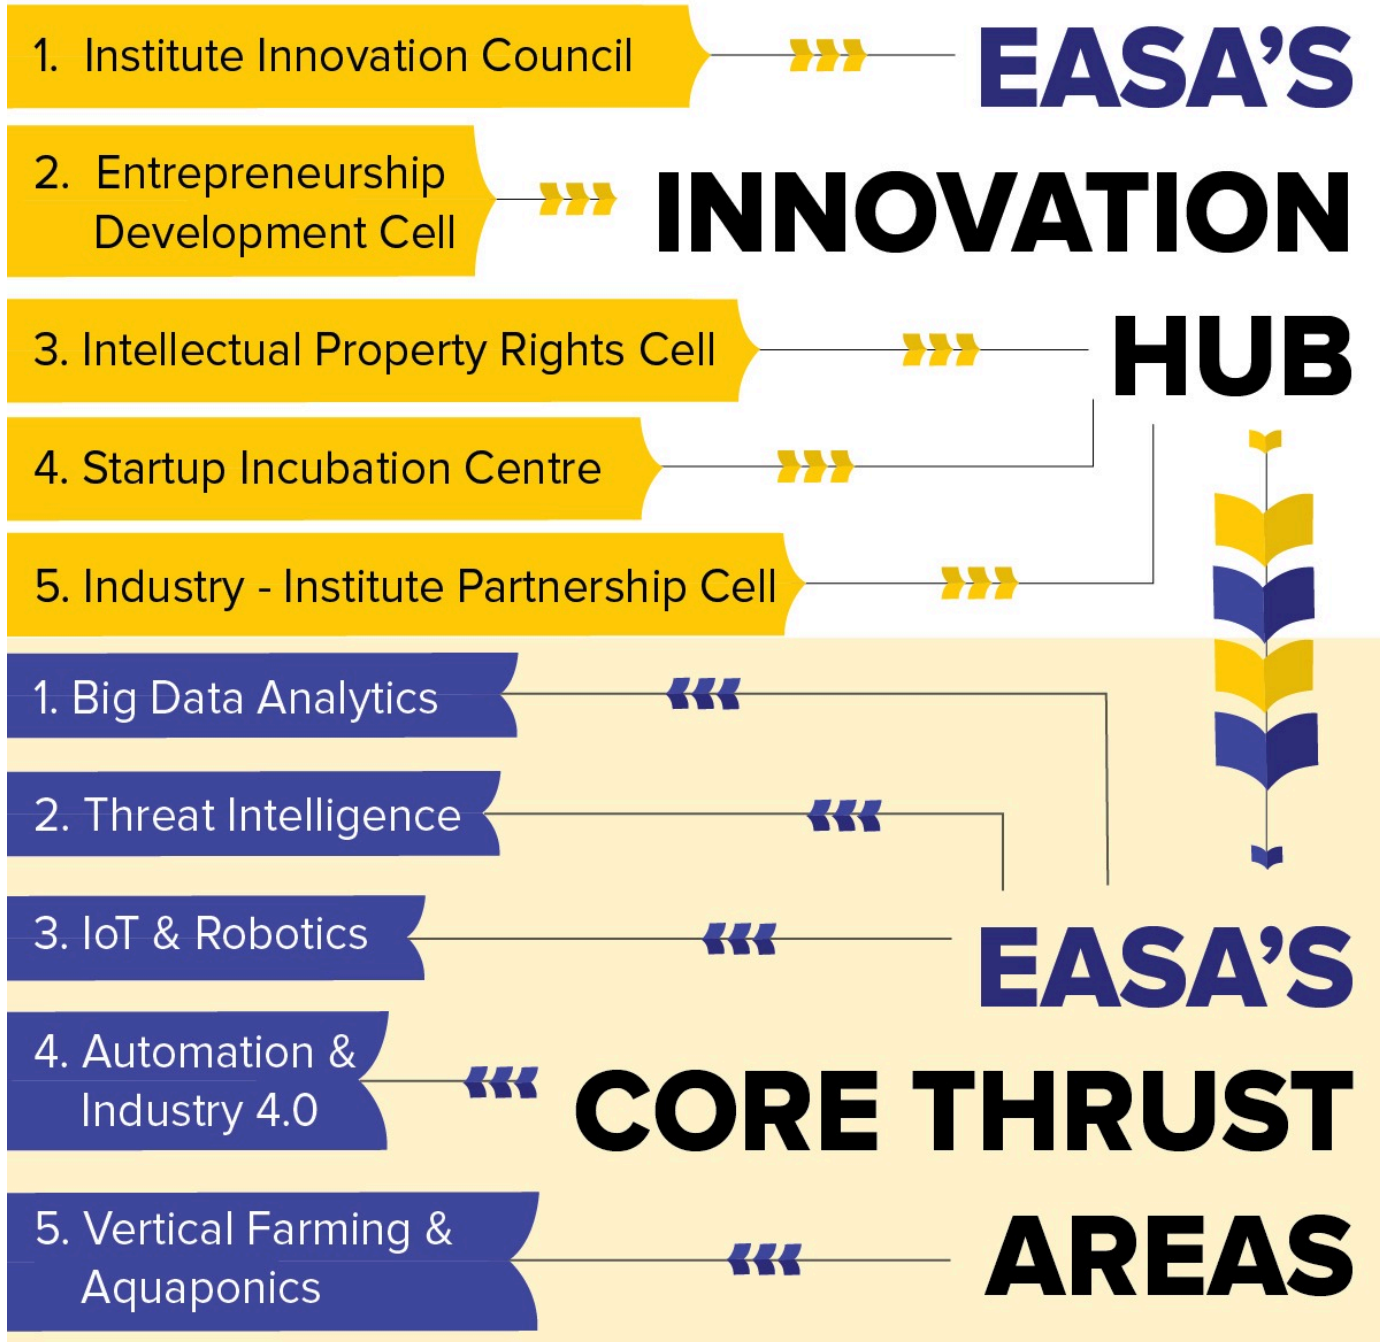 1. Institute Innovation Council
2. Entrepreneurship
Development Cell
3. Intellectual Property Rights Cell
4. Startup Incubation Centre
5. Industry - Institute Partnership Cell
EASA’S
INNOVATION
HUB
1. Big Data Analytics
2. Threat Intelligence
3. IoT & Robotics
4. Automation &
Industry 4.0
5. Vertical Farming &
Aquaponics
EASA’S
CORE THRUST
AREAS